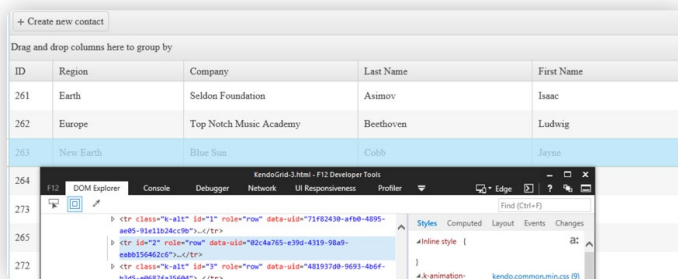 + Create new contact
Drag and drop columns here to group by
ID Region Company Last Name First Name
261 Earth Seldon Foundation Asimov Isaac
262 Europe Top Notch Music Academy Beethoven Ludwig
263 New Earth Blue Sun Cobb Jayne
264
273
265
272
KendoGrid-3.html - F12 Developer Tools
F12 DOM Explorer Console Debugger Network UI Responsiveness Profiler Edge ?
Find (Ctrl+F)
Styles Computed Layout Events Changes
<tr class="k-alt" id="1" role="row" data-uid="71f82430-afb0-4895-
ae05-91e11b24cc9b">…</tr>
<tr id="2" role="row" data-uid="02c4a765-e39d-4319-98a9-
eabb156462c6">…</tr>
<tr class="k-alt" id="3" role="row" data-uid="481937d0-9693-4b6f-
Inline style {
a:
}
.k-animation-
kendo.common.min.css (9)